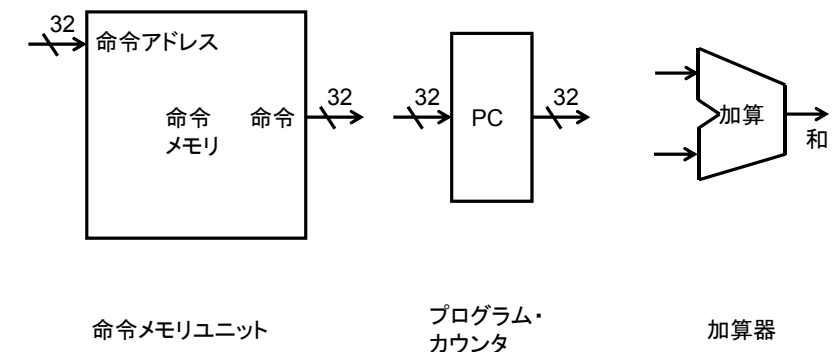 32
命令アドレス
命令
メモリ
命令
32
32
PC
32
加算
和
命令メモリユニット
プログラム・
カウンタ
加算器